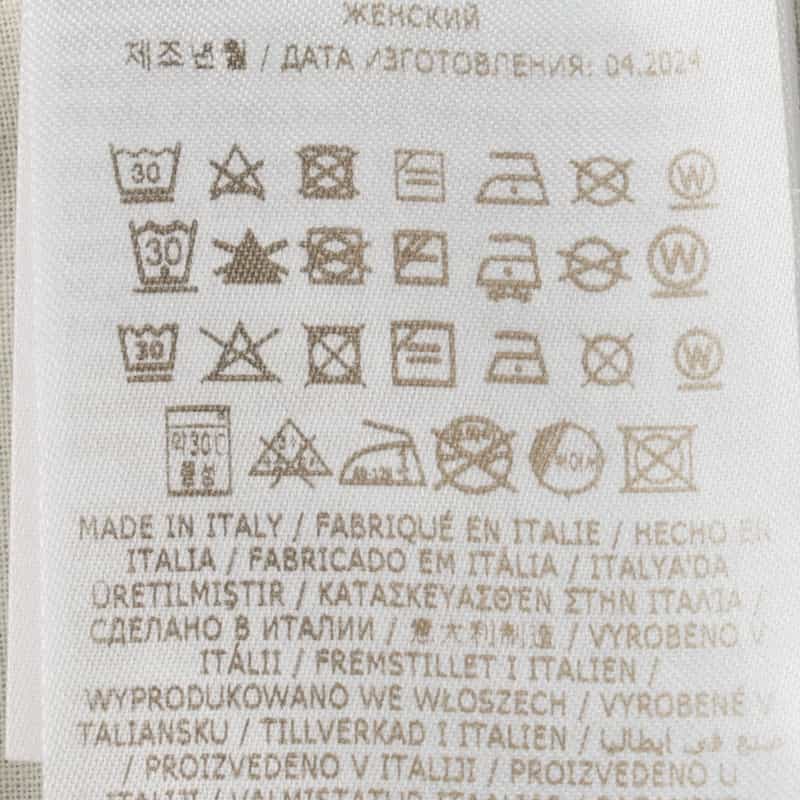 ЖЕНСКИЙ
제조년월 / ДАТА ИЗГОТОВЛЕНИЯ: 04.2024
30 W
30 W
30 W
약30℃
중성
MADE IN ITALY / FABRIQUÉ EN ITALIE / HECHO EN
ITALIA / FABRICADO EM ITÁLIA / ITALYA'DA
ÜRETILMIŞTIR / ΚΑΤΑΣΚΕΥΑΣΘΈΝ ΣΤΗΝ ΙΤΑΛΊΑ /
СДЕЛАНО В ИТАЛИИ / 意大利制造 / VYROBENO V
ITÁLII / FREMSTILLET I ITALIEN /
WYPRODUKOWANO WE WŁOSZECH / VYROBENÉ V
TALIANSKU / TILLVERKAD I ITALIEN / صنع في ايطاليا
/ PROIZVEDENO V ITALIJI / PROIZVEDENO U